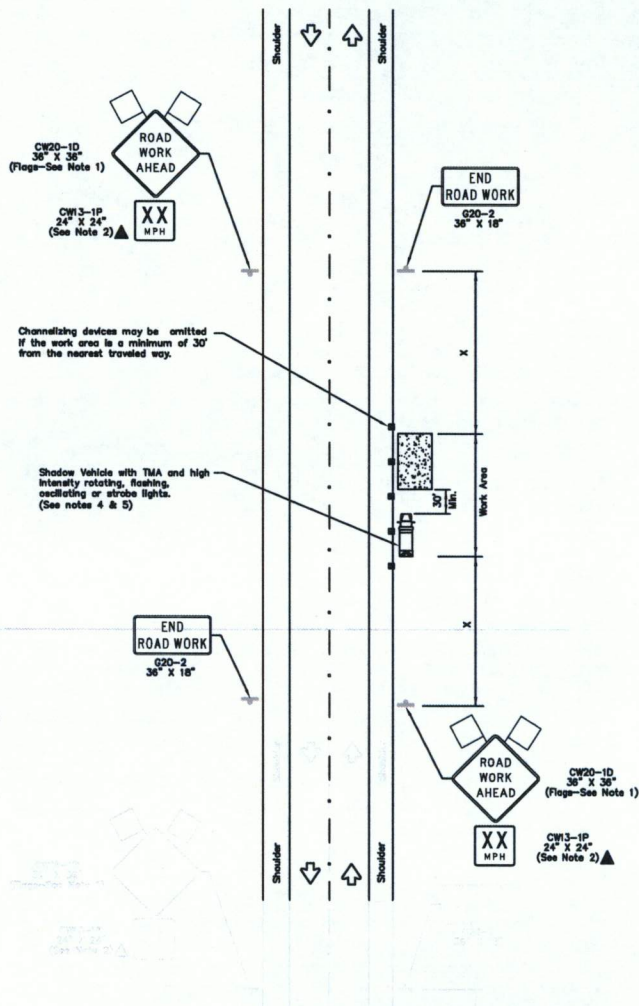 Shoulder
Shoulder
ROAD
WORK
AHEAD
CW20-1D
36" X 36"
(Flags-See Note 1)
XX
MPH
CW13-1P
24" X 24"
(See Note 2)▲
END
ROAD WORK
G20-2
36" X 18"
X
Channelizing devices may be omitted
if the work area is a minimum of 30'
from the nearest traveled way.
Work Area
30'
Min.
Shadow Vehicle with TMA and high
intensity rotating, flashing,
oscillating or strobe lights.
(See notes 4 & 5)
X
END
ROAD WORK
G20-2
36" X 18"
ROAD
WORK
AHEAD
CW20-1D
36" X 36"
(Flags-See Note 1)
XX
MPH
CW13-1P
24" X 24"
(See Note 2)▲
Shoulder
Shoulder